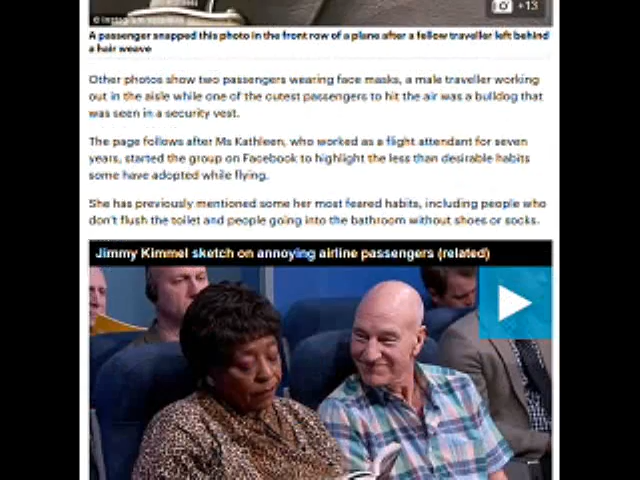 +13
A passenger snapped this photo in the front row of a plane after a fellow traveller left behind
a hair weave
Other photos show two passengers wearing face masks, a male traveller working
out in the aisle while one of the cutest passengers to hit the air was a bulldog that
was seen in a security vest.
The page follows after Ms Kathleen, who worked as a flight attendant for seven
years, started the group on Facebook to highlight the less than desirable habits
some have adopted while flying.
She has previously mentioned some her most feared habits, including people who
don't flush the toilet and people going into the bathroom without shoes or socks.
Jimmy Kimmel sketch on annoying airline passengers (related)